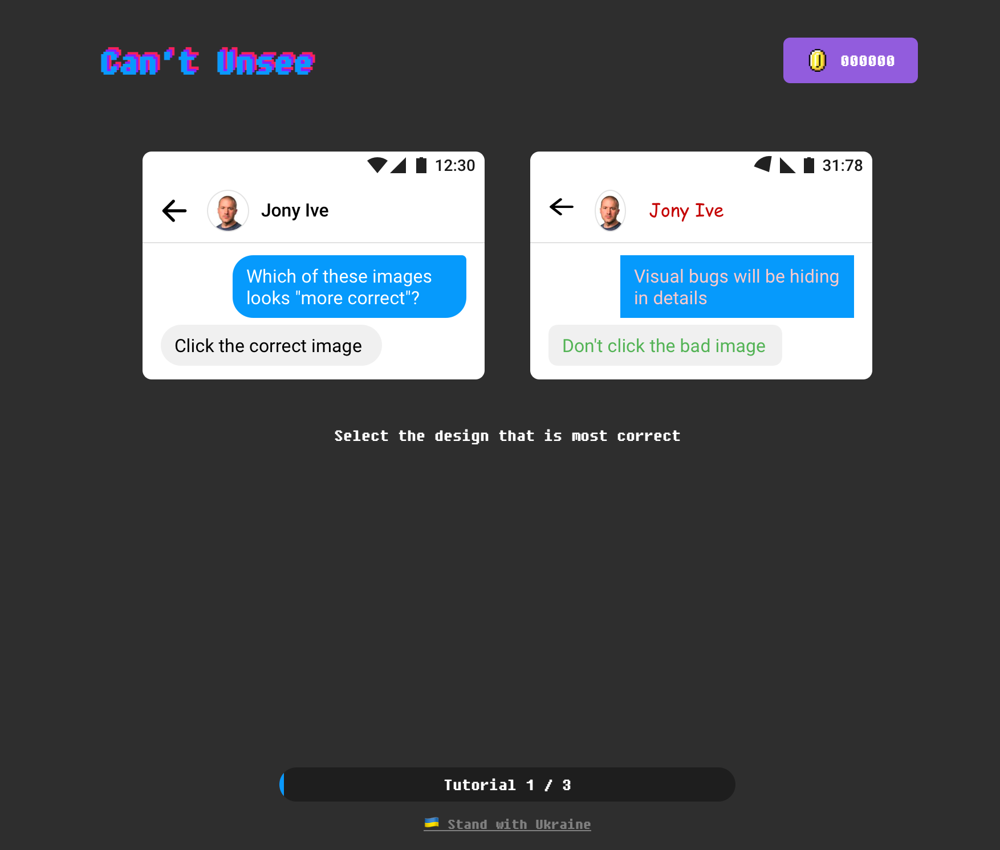 Can't Unsee
000000
12:30
Jony Ive
Which of these images
looks "more correct"?
Click the correct image
31:78
Jony Ive
Visual bugs will be hiding
in details
Don't click the bad image
Select the design that is most correct
Tutorial 1 / 3
Stand with Ukraine